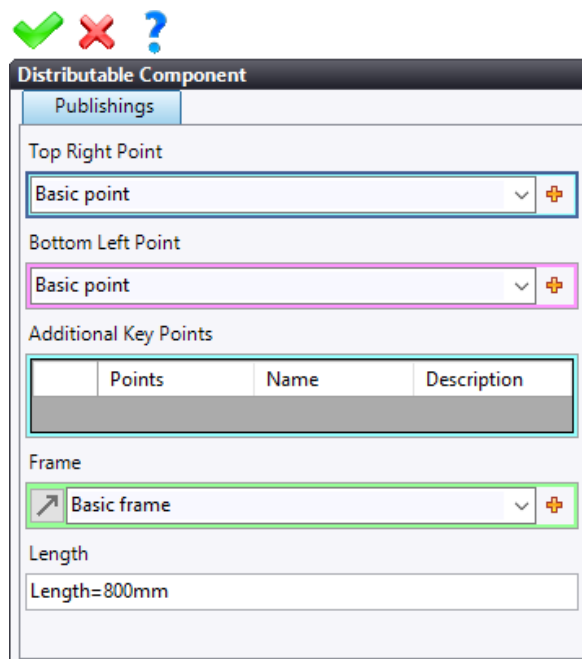 Distributable Component
Publishings
Top Right Point
Basic point
Bottom Left Point
Basic point
Additional Key Points
Points Name Description
Frame
Basic frame
Length
Length=800mm